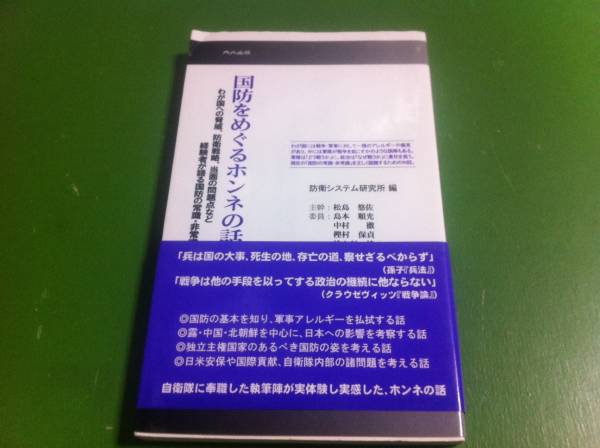 内外出版
国防をめぐるホンネの話
わが国への脅威、防衛戦略、当面の問題点など
経験者が語る国防の常識・非常
防衛システム研究所 編
主幹：松島 悠佐
委員：島本 順光
中村 徹
樫村 保貞
「兵は国の大事、死生の地、存亡の道、察せざるべからず」
（孫子『兵法』）
「戦争は他の手段を以ってする政治の継続に他ならない」
（クラウゼヴィッツ『戦争論』）
◎国防の基本を知り、軍事アレルギーを払拭する話
◎露・中国・北朝鮮を中心に、日本への影響を考察する話
◎独立主権国家のあるべき国防の姿を考える話
◎日米安保や国際貢献、自衛隊内部の諸問題を考える話
自衛隊に奉職した執筆陣が実体験し実感した、ホンネの話